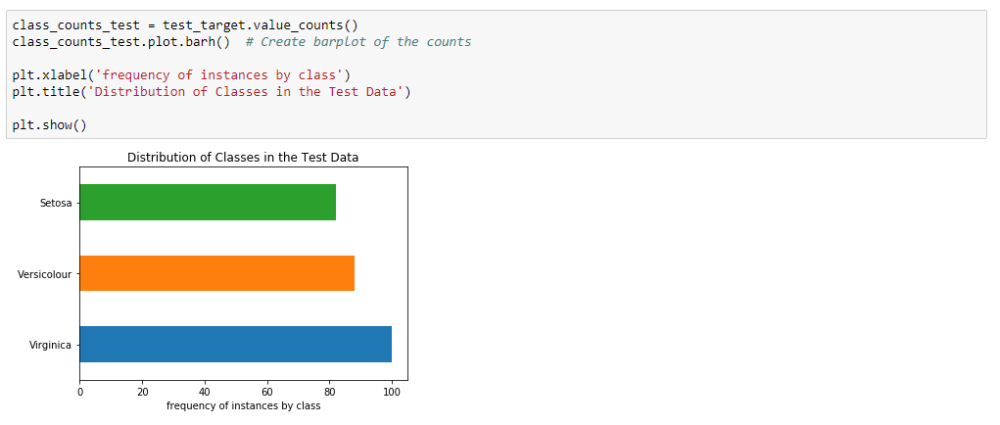 class_counts_test = test_target.value_counts()
class_counts_test.plot.barh()  # Create barplot of the counts
plt.xlabel('frequency of instances by class')
plt.title('Distribution of Classes in the Test Data')
plt.show()
Distribution of Classes in the Test Data
Setosa
Versicolour
Virginica
0 20 40 60 80 100
frequency of instances by class